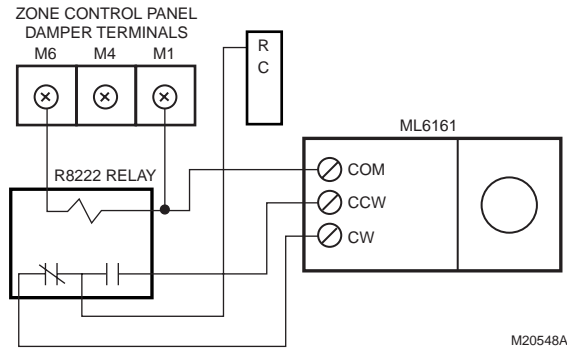 ZONE CONTROL PANEL
DAMPER TERMINALS
M6 M4 M1
R
C
ML6161
R8222 RELAY
COM
CCW
CW
M20548A